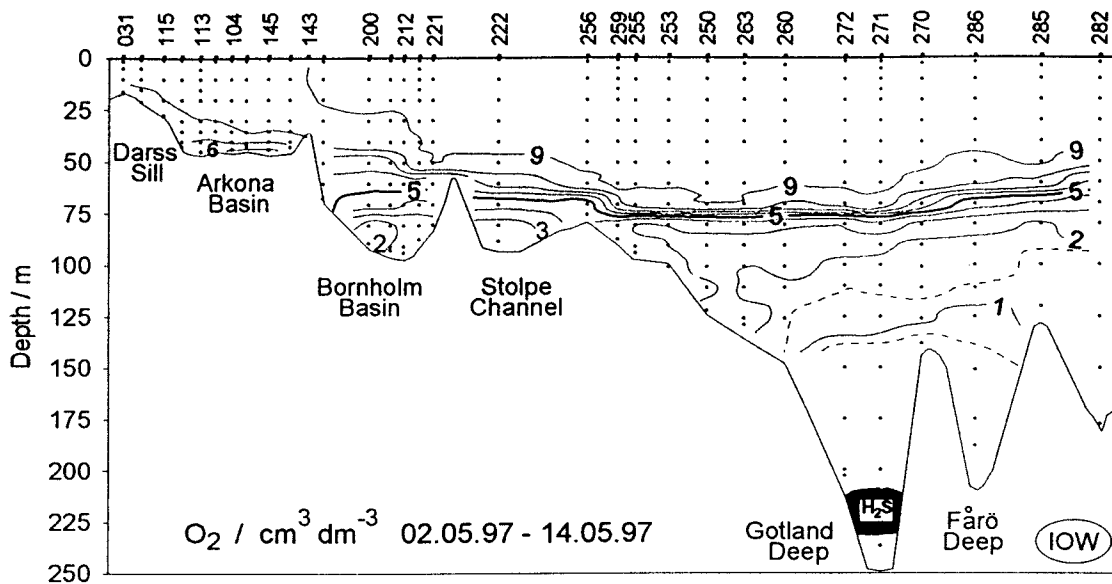 031 115 113 104 145 143 200 212 221 222 256 259 255 253 250 263 260 272 271 270 286 285 282
0
25
50
75
100
125
150
175
200
225
250
Depth / m
Darss
Sill
6
Arkona
Basin
9
9
5
5
5
2
3
2
Bornholm
Basin
Stolpe
Channel
1
H₂S
O₂ / cm³ dm⁻³ 02.05.97 - 14.05.97
Gotland
Deep
Fårö
Deep
IOW
9